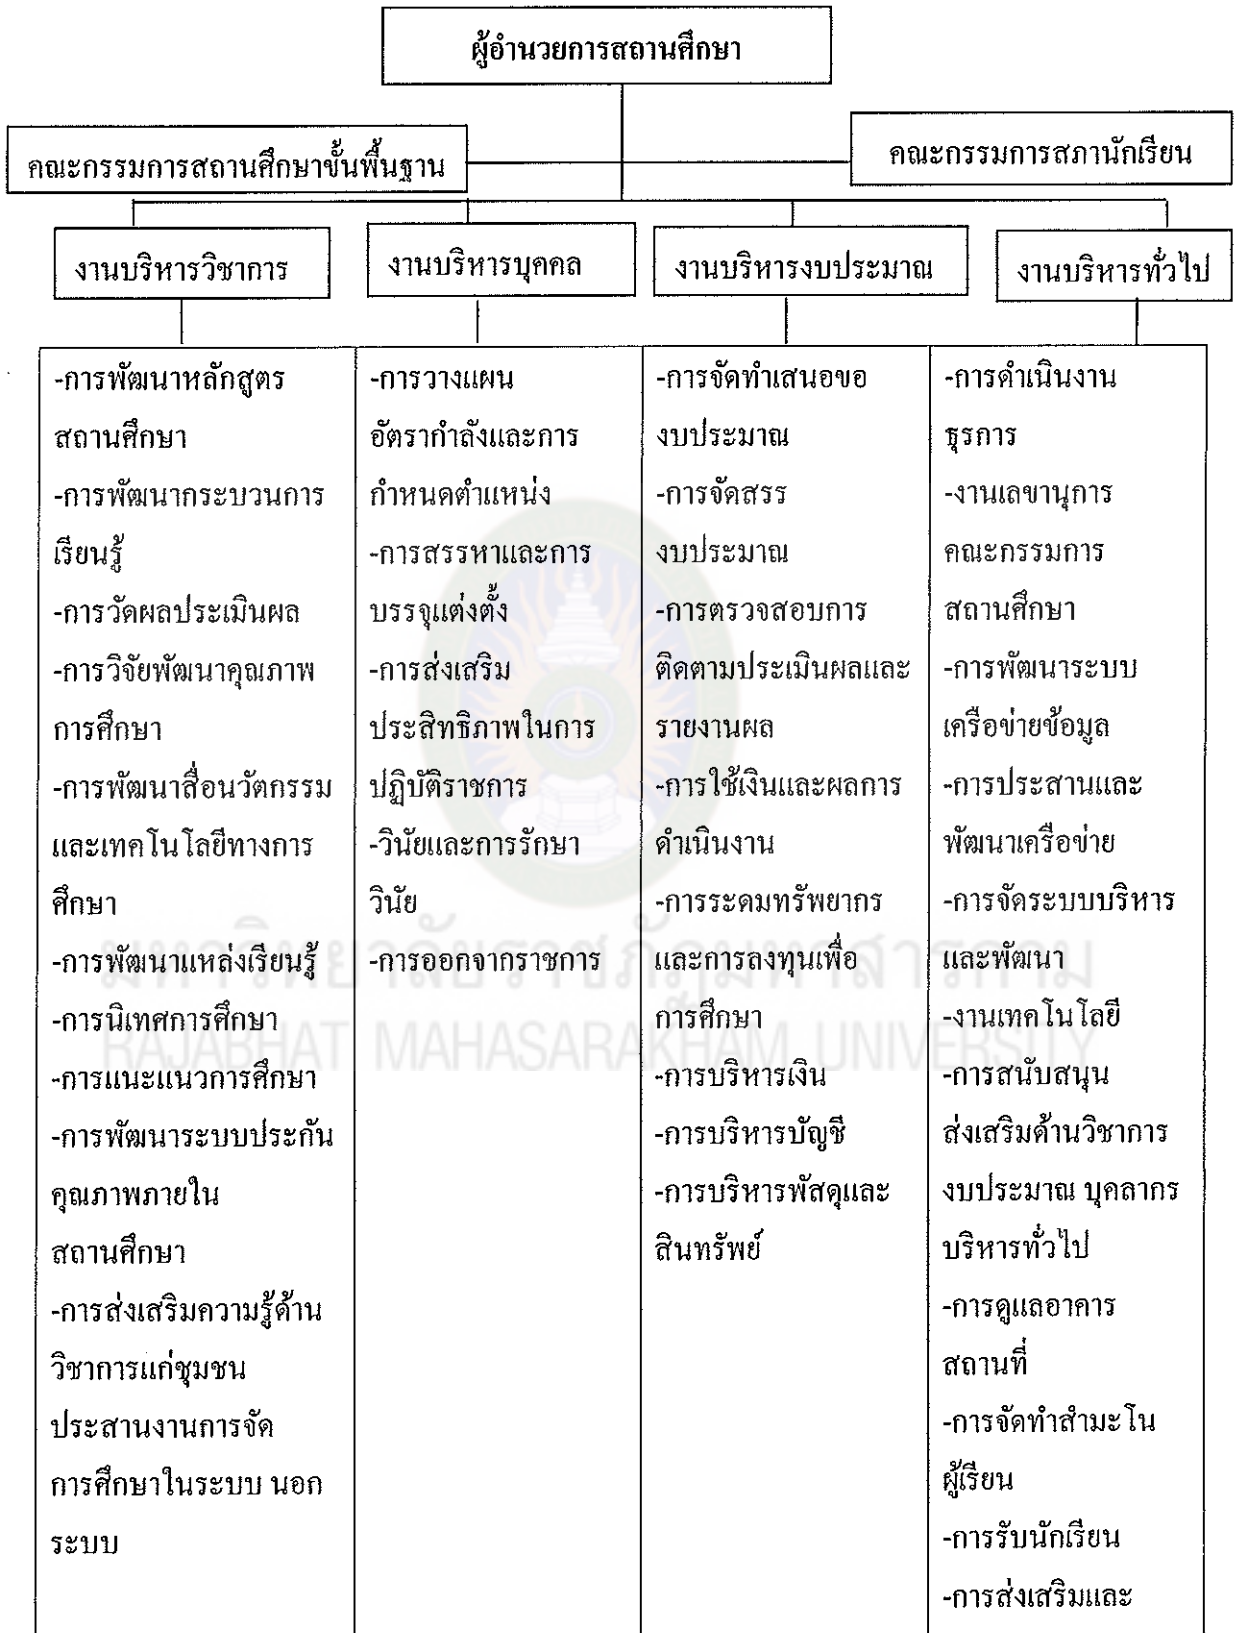 ผู้อำนวยการสถานศึกษา
คณะกรรมการสถานศึกษาขั้นพื้นฐาน
คณะกรรมการสภานักเรียน
งานบริหารวิชาการ
งานบริหารบุคคล
งานบริหารงบประมาณ
งานบริหารทั่วไป
-การพัฒนาหลักสูตร
สถานศึกษา
-การพัฒนากระบวนการ
เรียนรู้
-การวัดผลประเมินผล
-การวิจัยพัฒนาคุณภาพ
การศึกษา
-การพัฒนาสื่อนวัตกรรม
และเทคโนโลยีทางการ
ศึกษา
-การพัฒนาแหล่งเรียนรู้
-การนิเทศการศึกษา
-การแนะแนวการศึกษา
-การพัฒนาระบบประกัน
คุณภาพภายใน
สถานศึกษา
-การส่งเสริมความรู้ด้าน
วิชาการแก่ชุมชน
ประสานงานการจัด
การศึกษาในระบบ นอก
ระบบ
-การวางแผน
อัตรากำลังและการ
กำหนดตำแหน่ง
-การสรรหาและการ
บรรจุแต่งตั้ง
-การส่งเสริม
ประสิทธิภาพในการ
ปฏิบัติราชการ
-วินัยและการรักษา
วินัย
-การออกจากราชการ
-การจัดทำเสนอขอ
งบประมาณ
-การจัดสรร
งบประมาณ
-การตรวจสอบการ
ติดตามประเมินผลและ
รายงานผล
-การใช้เงินและผลการ
ดำเนินงาน
-การระดมทรัพยากร
และการลงทุนเพื่อ
การศึกษา
-การบริหารเงิน
-การบริหารบัญชี
-การบริหารพัสดุและ
สินทรัพย์
-การดำเนินงาน
ธุรการ
-งานเลขานุการ
คณะกรรมการ
สถานศึกษา
-การพัฒนาระบบ
เครือข่ายข้อมูล
-การประสานและ
พัฒนาเครือข่าย
-การจัดระบบบริหาร
และพัฒนา
-งานเทคโนโลยี
-การสนับสนุน
ส่งเสริมด้านวิชาการ
งบประมาณ บุคลากร
บริหารทั่วไป
-การดูแลอาคาร
สถานที่
-การจัดทำสำมะโน
ผู้เรียน
-การรับนักเรียน
-การส่งเสริมและ
มหาวิทยาลัยราชภัฏมหาสารคาม
RAJABHAT MAHASARAKHAM UNIVERSITY